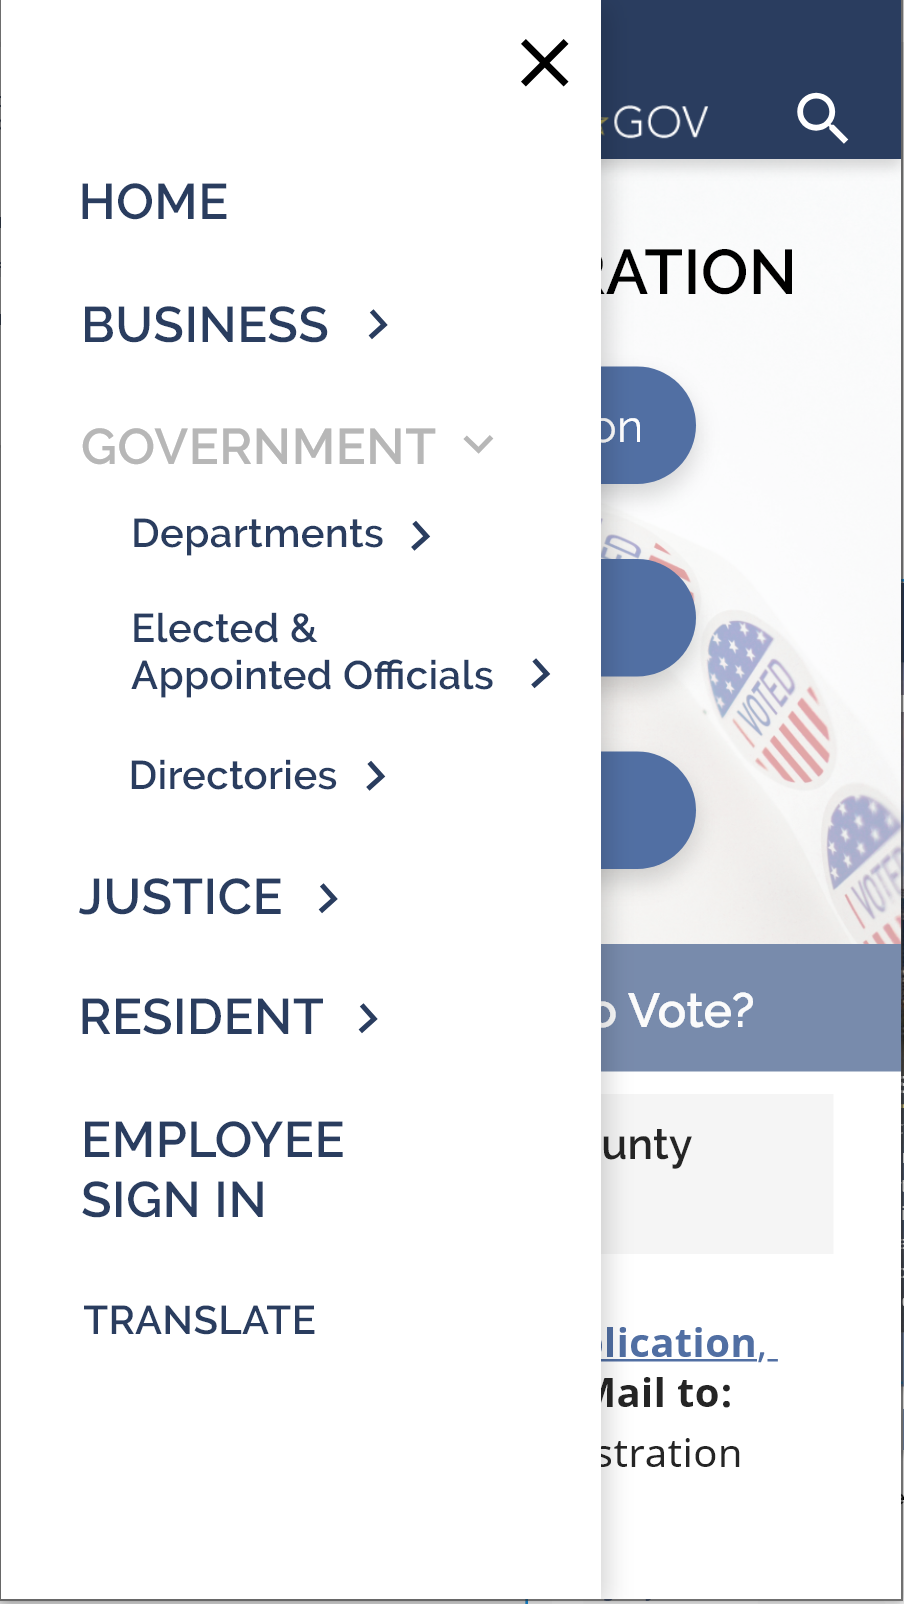 GOV
HOME
RATION
BUSINESS
on
GOVERNMENT
Departments
Elected &
Appointed Officials
I VOTED
Directories
I VOTED
JUSTICE
RESIDENT
o Vote?
EMPLOYEE
SIGN IN
unty
TRANSLATE
lication,
Mail to:
stration